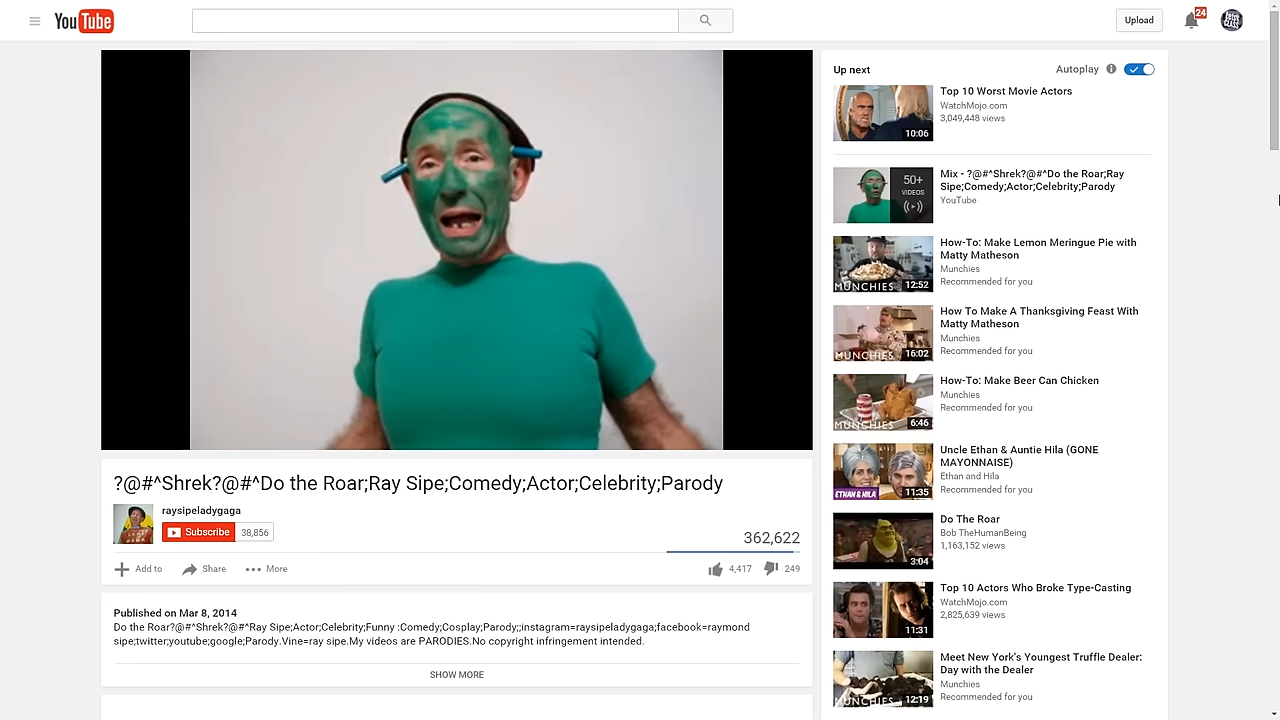 YouTube
Upload
24
Up next
Autoplay
Top 10 Worst Movie Actors
WatchMojo.com
3,049,448 views
10:06
Mix - ?@#^Shrek?@#^Do the Roar;Ray
Sipe;Comedy;Actor;Celebrity;Parody
YouTube
50+
VIDEOS
How-To: Make Lemon Meringue Pie with
Matty Matheson
Munchies
Recommended for you
MUNCHIES
12:52
How To Make A Thanksgiving Feast With
Matty Matheson
Munchies
Recommended for you
MUNCHIES
16:02
How-To: Make Beer Can Chicken
Munchies
Recommended for you
MUNCHIES
6:46
Uncle Ethan & Auntie Hila (GONE
MAYONNAISE)
Ethan and Hila
Recommended for you
ETHAN & HILA
11:35
Do The Roar
Bob TheHumanBeing
1,163,152 views
3:04
Top 10 Actors Who Broke Type-Casting
WatchMojo.com
2,825,639 views
11:31
Meet New York's Youngest Truffle Dealer:
Day with the Dealer
Munchies
Recommended for you
MUNCHIES
12:19
?@#^Shrek?@#^Do the Roar;Ray Sipe;Comedy;Actor;Celebrity;Parody
raysipeladygaga
Subscribe
38,856
362,622
Add to
Share
More
4,417
249
Published on Mar 8, 2014
Do the Roar?@#^Shrek?@#^Ray Sipe;Actor;Celebrity;Funny :Comedy;Cosplay;Parody;;instagram=raysipeladygaga;facebook=raymond
sipe;twitter;youtube=ray sipe;Parody.Vine=ray sipe.My videos are PARODIES.No copyright infringement intended.
SHOW MORE